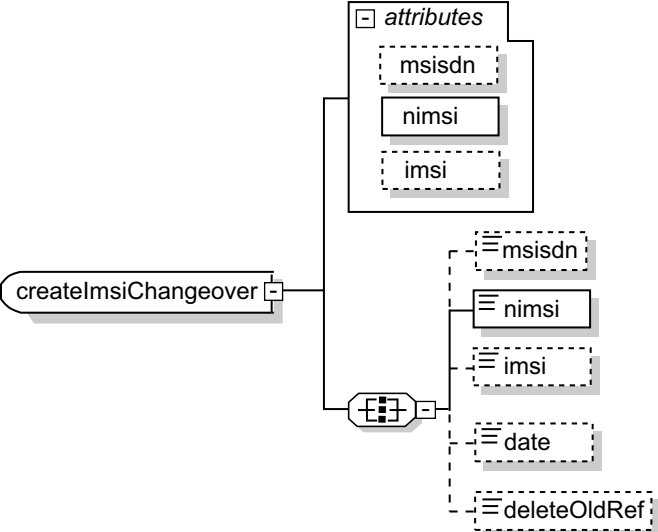 attributes
msisdn
nimsi
imsi
createImsiChangeover
msisdn
nimsi
imsi
date
deleteOldRef